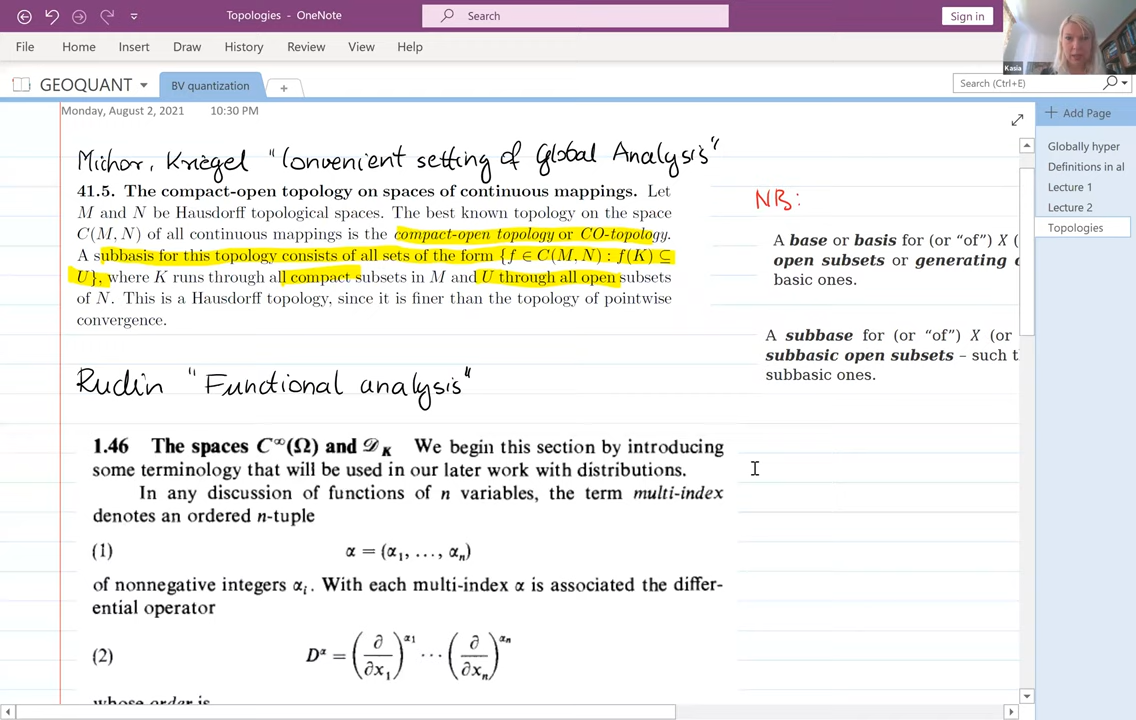 Topologies - OneNote
Search
Sign in
File Home Insert Draw History Review View Help
Kasia
GEOQUANT
BV quantization
+
Search (Ctrl+E)
Monday, August 2, 2021 10:30 PM
Michor, Kriegel "Convenient setting of Global Analysis"
41.5. The compact-open topology on spaces of continuous mappings. Let
M and N be Hausdorff topological spaces. The best known topology on the space
C(M, N) of all continuous mappings is the compact-open topology or CO-topology.
A subbasis for this topology consists of all sets of the form {f ∈ C(M, N) : f(K) ⊆
U}, where K runs through all compact subsets in M and U through all open subsets
of N. This is a Hausdorff topology, since it is finer than the topology of pointwise
convergence.
NB:
A base or basis for (or “of”) X (
open subsets or generating o
basic ones.
A subbase for (or “of”) X (or
subbasic open subsets – such t
subbasic ones.
Rudin "Functional analysis"
1.46 The spaces C∞(Ω) and 𝒟K We begin this section by introducing
some terminology that will be used in our later work with distributions.
In any discussion of functions of n variables, the term multi-index
denotes an ordered n-tuple
(1) α = (α₁, …, αₙ)
of nonnegative integers αᵢ. With each multi-index α is associated the differ-
ential operator
(2) Dᵅ = (∂/∂x₁)^α₁ ⋯ (∂/∂xₙ)^αₙ
whose order is
+ Add Page
Globally hyper
Definitions in al
Lecture 1
Lecture 2
Topologies